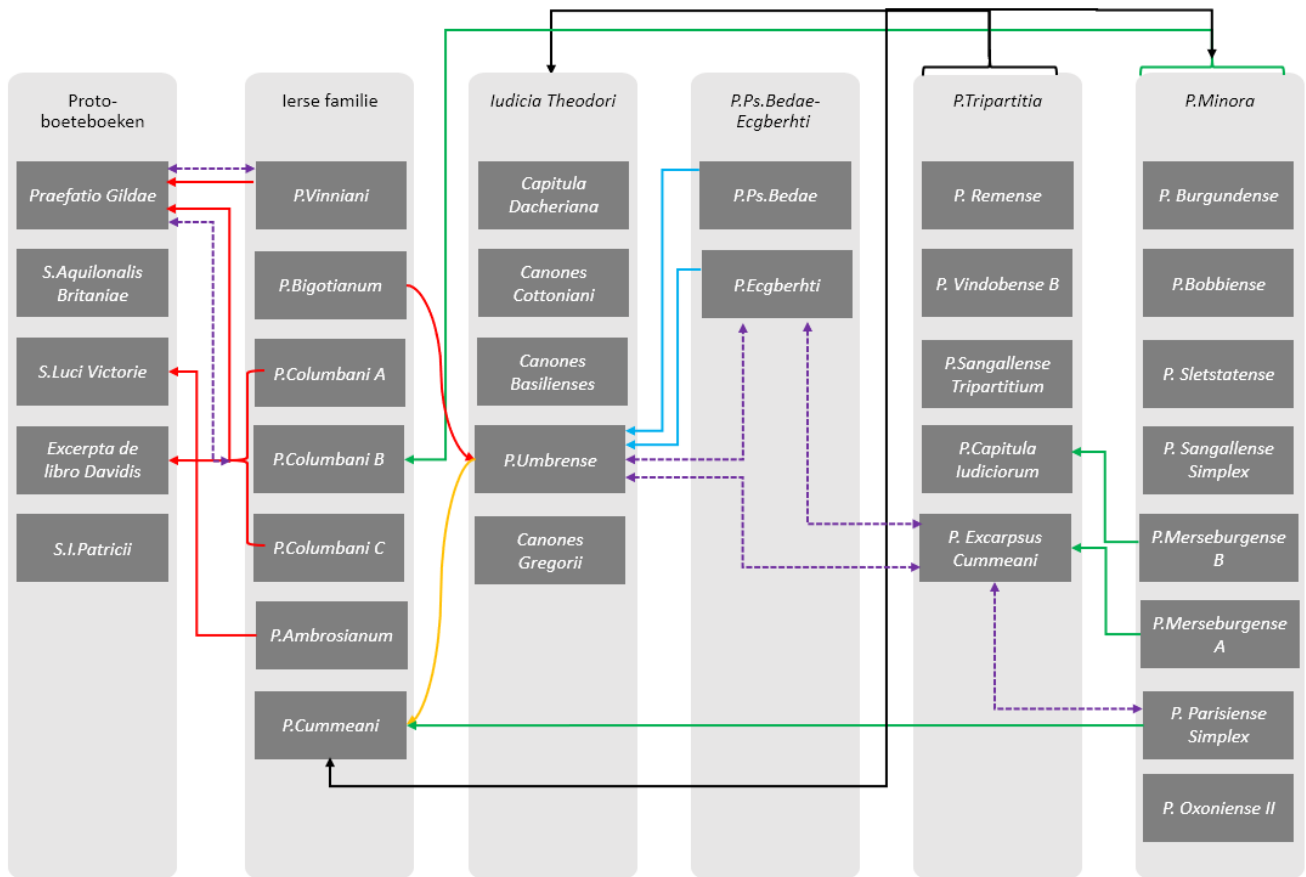 Proto-
boeteboeken
Praefatio Gildae
S.Aquilonalis
Britaniae
S.Luci Victorie
Excerpta de
libro Davidis
S.I.Patricii
Ierse familie
P.Vinniani
P.Bigotianum
P.Columbani A
P.Columbani B
P.Columbani C
P.Ambrosianum
P.Cummeani
Iudicia Theodori
Capitula
Dacheriana
Canones
Cottoniani
Canones
Basilienses
P.Umbrense
Canones
Gregorii
P.Ps.Bedae-
Ecgberhti
P.Ps.Bedae
P.Ecgberhti
P.Tripartitia
P. Remense
P. Vindobense B
P.Sangallense
Tripartitium
P.Capitula
Iudiciorum
P. Excarpsus
Cummeani
P.Minora
P. Burgundense
P.Bobbiense
P. Sletstatense
P. Sangallense
Simplex
P.Merseburgense
B
P.Merseburgense
A
P. Parisiense
Simplex
P. Oxoniense II